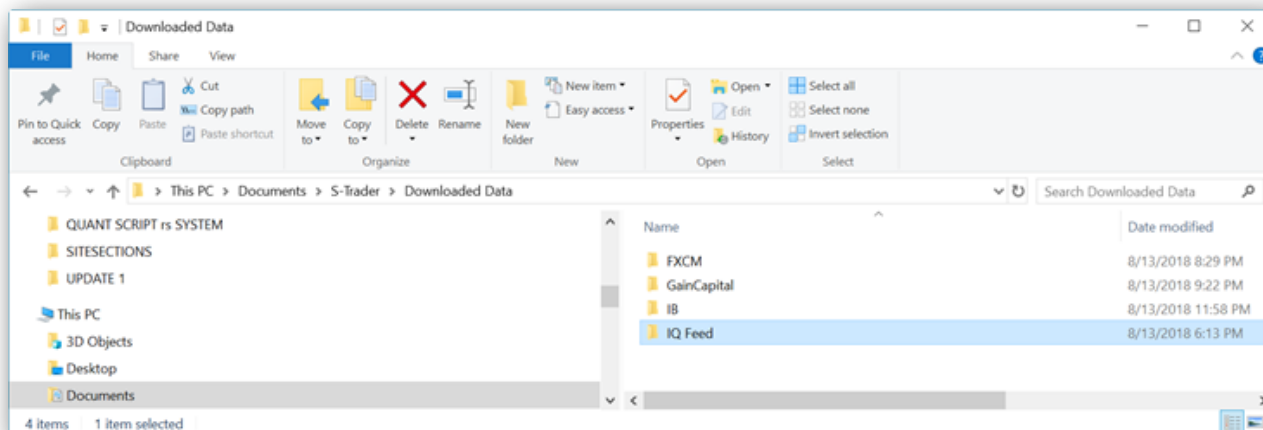 Downloaded Data
File Home Share View
Pin to Quick access
Copy
Paste
Cut
Copy path
Paste shortcut
Clipboard
Move to
Copy to
Delete
Rename
Organize
New folder
New item
Easy access
New
Properties
Open
Edit
History
Open
Select all
Select none
Invert selection
Select
This PC > Documents > S-Trader > Downloaded Data
Search Downloaded Data
QUANT SCRIPT rs SYSTEM
SITESECTIONS
UPDATE 1
This PC
3D Objects
Desktop
Documents
Name Date modified
FXCM 8/13/2018 8:29 PM
GainCapital 8/13/2018 9:22 PM
IB 8/13/2018 11:58 PM
IQ Feed 8/13/2018 6:13 PM
4 items 1 item selected